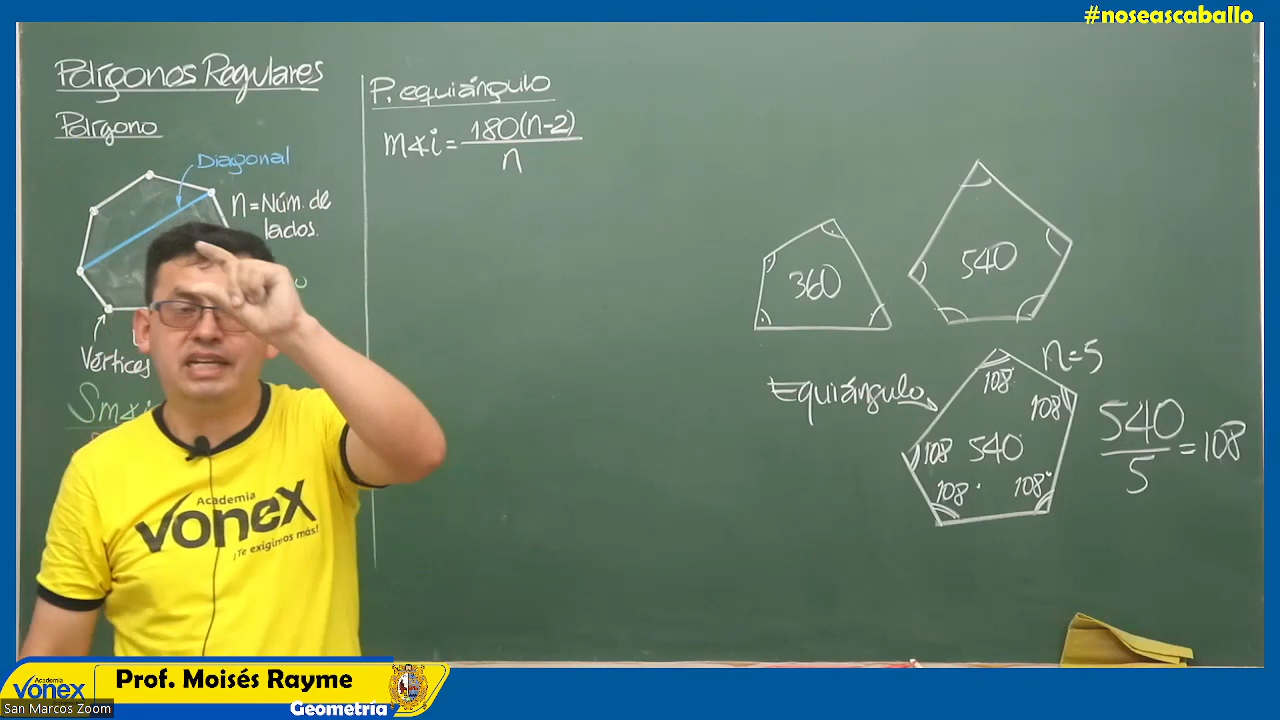 #noseascaballo
Polígonos Regulares
Polígono
Diagonal
n=Núm. de
lados.
Vértices
Sm∡i
P. equiángulo
m∡i = 180(n-2)
n
360
540
n=5
Equiángulo
108°
108
108
540
108°
108°
540
5
=108
Academia
vonex
¡Te exigimos más!
Academia
vonex
Prof. Moisés Rayme
Geometría
San Marcos Zoom